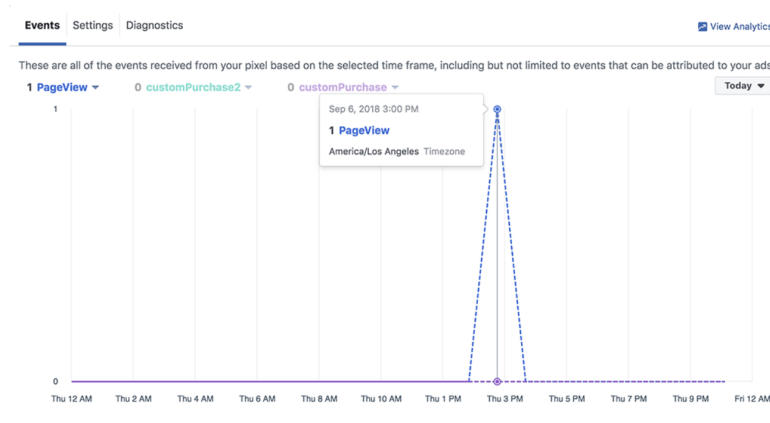 Events Settings Diagnostics View Analytics
These are all of the events received from your pixel based on the selected time frame, including but not limited to events that can be attributed to your ads
1 PageView 0 customPurchase2 0 customPurchase Today
1
Sep 6, 2018 3:00 PM
1 PageView
America/Los Angeles Timezone
0
Thu 12 AM Thu 2 AM Thu 4 AM Thu 6 AM Thu 8 AM Thu 10 AM Thu 1 PM Thu 3 PM Thu 5 PM Thu 7 PM Thu 9 PM Fri 12 AM